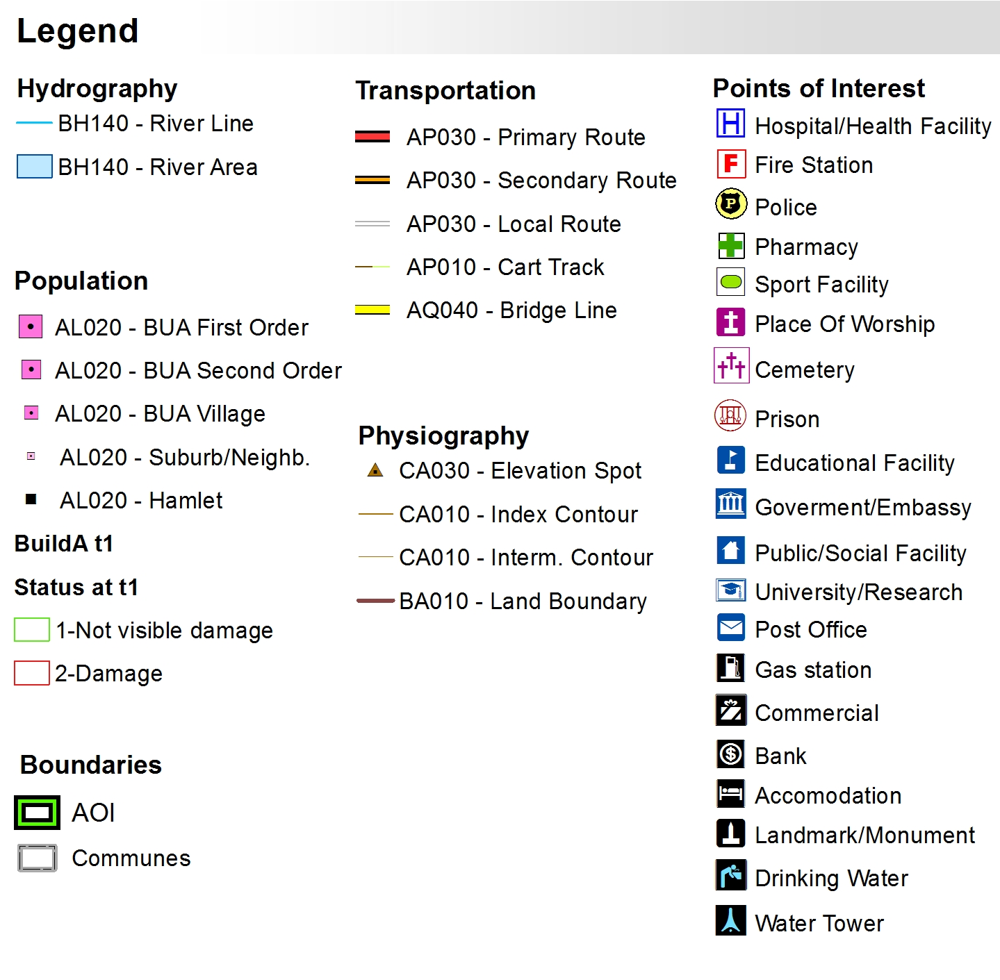 Legend
Hydrography
BH140 - River Line
BH140 - River Area
Population
AL020 - BUA First Order
AL020 - BUA Second Order
AL020 - BUA Village
AL020 - Suburb/Neighb.
AL020 - Hamlet
BuildA t1
Status at t1
1-Not visible damage
2-Damage
Boundaries
AOI
Communes
Transportation
AP030 - Primary Route
AP030 - Secondary Route
AP030 - Local Route
AP010 - Cart Track
AQ040 - Bridge Line
Physiography
CA030 - Elevation Spot
CA010 - Index Contour
CA010 - Interm. Contour
BA010 - Land Boundary
Points of Interest
H Hospital/Health Facility
F Fire Station
P Police
Pharmacy
Sport Facility
Place Of Worship
Cemetery
Prison
Educational Facility
Goverment/Embassy
Public/Social Facility
University/Research
Post Office
Gas station
Commercial
$ Bank
Accomodation
Landmark/Monument
Drinking Water
Water Tower